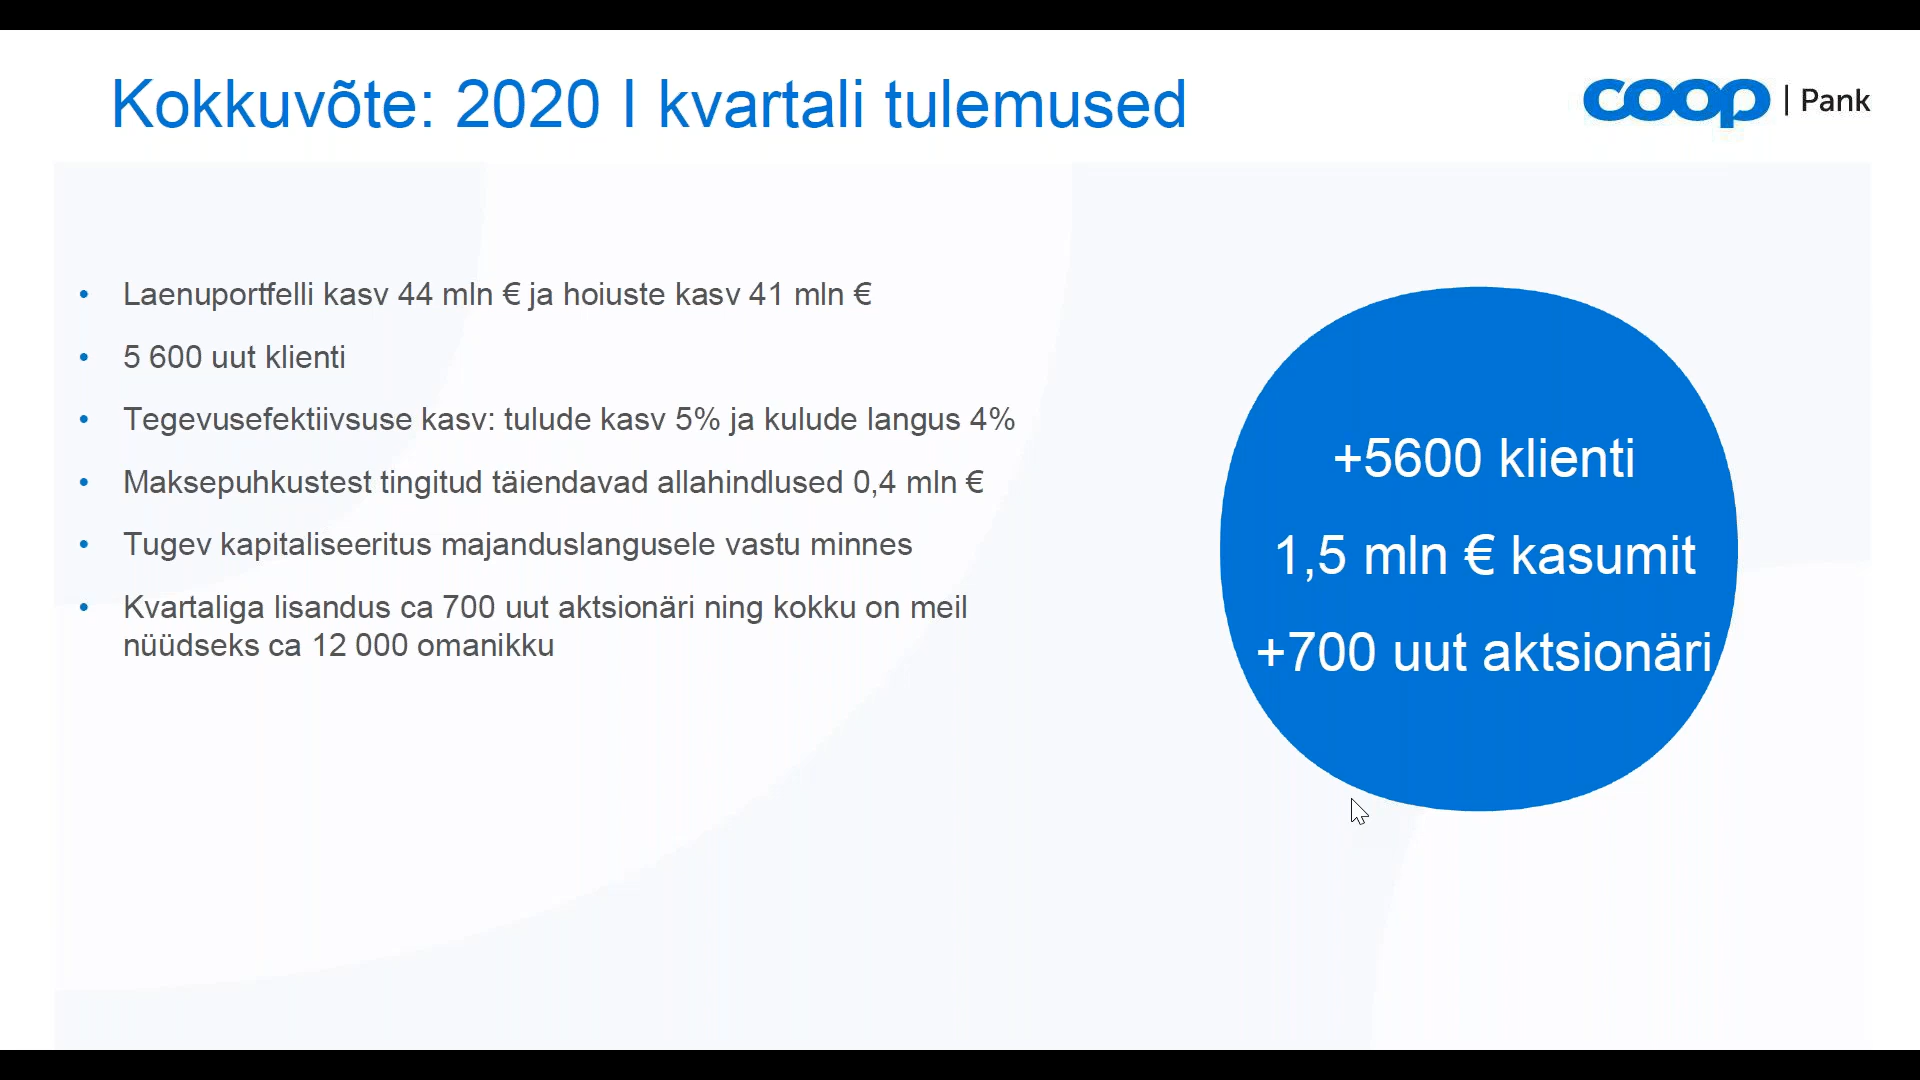 Kokkuvõte: 2020 I kvartali tulemused
coop | Pank
• Laenuportfelli kasv 44 mln € ja hoiuste kasv 41 mln €
• 5 600 uut klienti
• Tegevusefektiivsuse kasv: tulude kasv 5% ja kulude langus 4%
• Maksepuhkustest tingitud täiendavad allahindlused 0,4 mln €
• Tugev kapitaliseeritus majanduslangusele vastu minnes
• Kvartaliga lisandus ca 700 uut aktsionäri ning kokku on meil
nüüdseks ca 12 000 omanikku
+5600 klienti
1,5 mln € kasumit
+700 uut aktsionäri